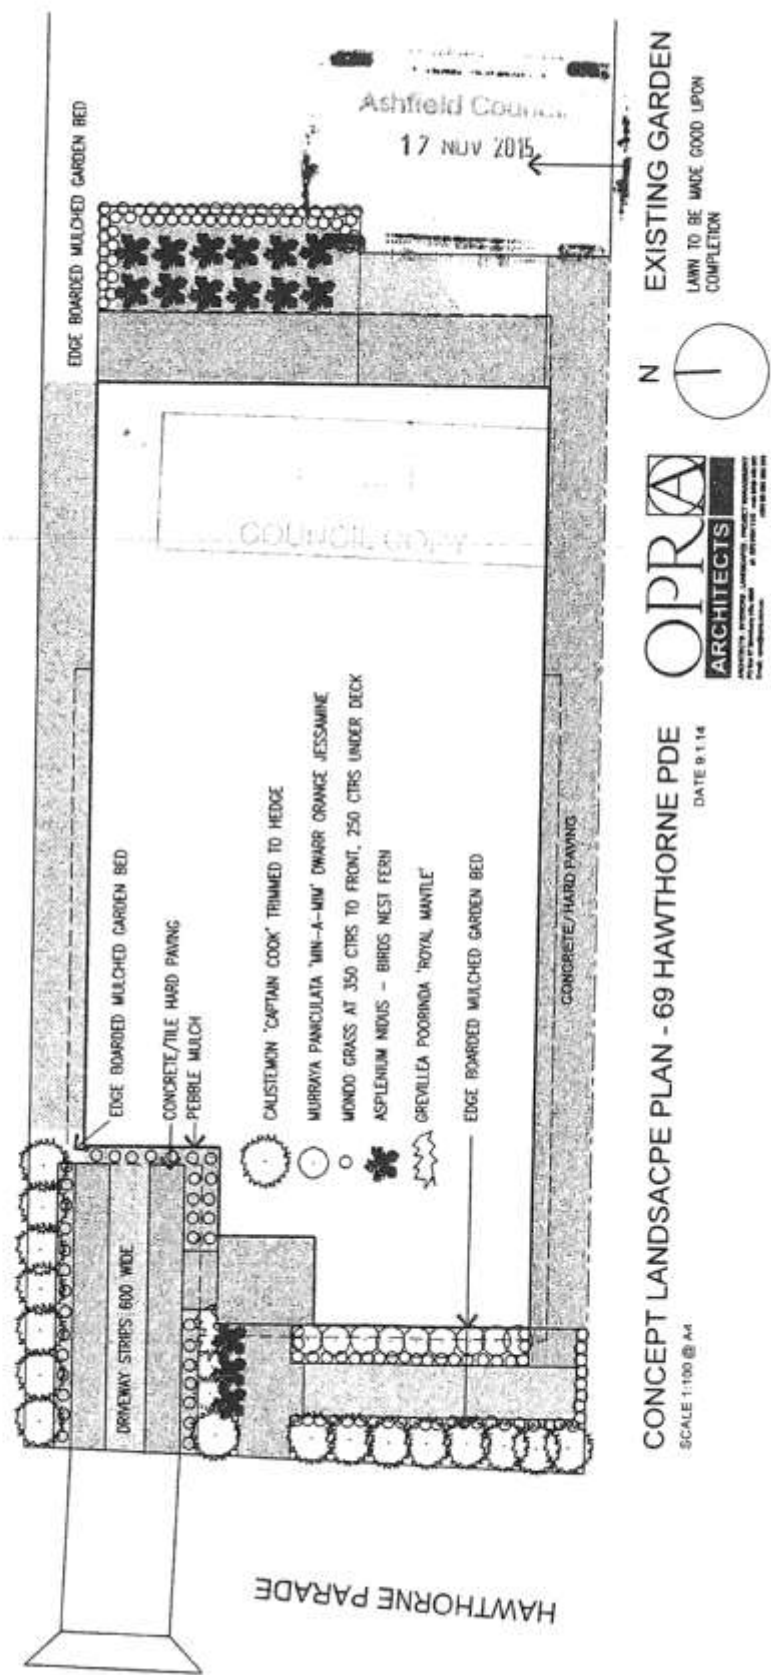 EDGE BOARDED MULCHED GARDEN BED
Ashfield Council
17 NOV 2015
EXISTING GARDEN
LAWN TO BE MADE GOOD UPON
COMPLETION
N
COUNCIL COPY
EDGE BOARDED MULCHED GARDEN BED
CONCRETE/TILE HARD PAVING
PEBBLE MULCH
DRIVEWAY STRIPS 600 WIDE
CALISTEMON 'CAPTAIN COOK' TRIMMED TO HEDGE
MURRAYA PANICULATA 'MIN-A-MIM' DWARF ORANGE JESSAMINE
MONDO GRASS AT 350 CTRS TO FRONT, 250 CTRS UNDER DECK
ASPLENIUM NIDUS - BIRDS NEST FERN
GREVILLEA POORINDA 'ROYAL MANTLE'
EDGE BOARDED MULCHED GARDEN BED
CONCRETE/HARD PAVING
HAWTHORNE PARADE
CONCEPT LANDSACPE PLAN - 69 HAWTHORNE PDE
SCALE 1:100 @ A4
DATE 9.1.14
OPRA
ARCHITECTS